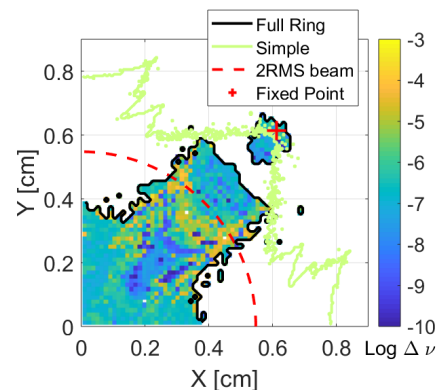 Full Ring
Simple
2RMS beam
Fixed Point
0.8
0.6
0.4
0.2
0
Y [cm]
0 0.2 0.4 0.6 0.8
X [cm]
-3
-4
-5
-6
-7
-8
-9
-10
Log Δ ν